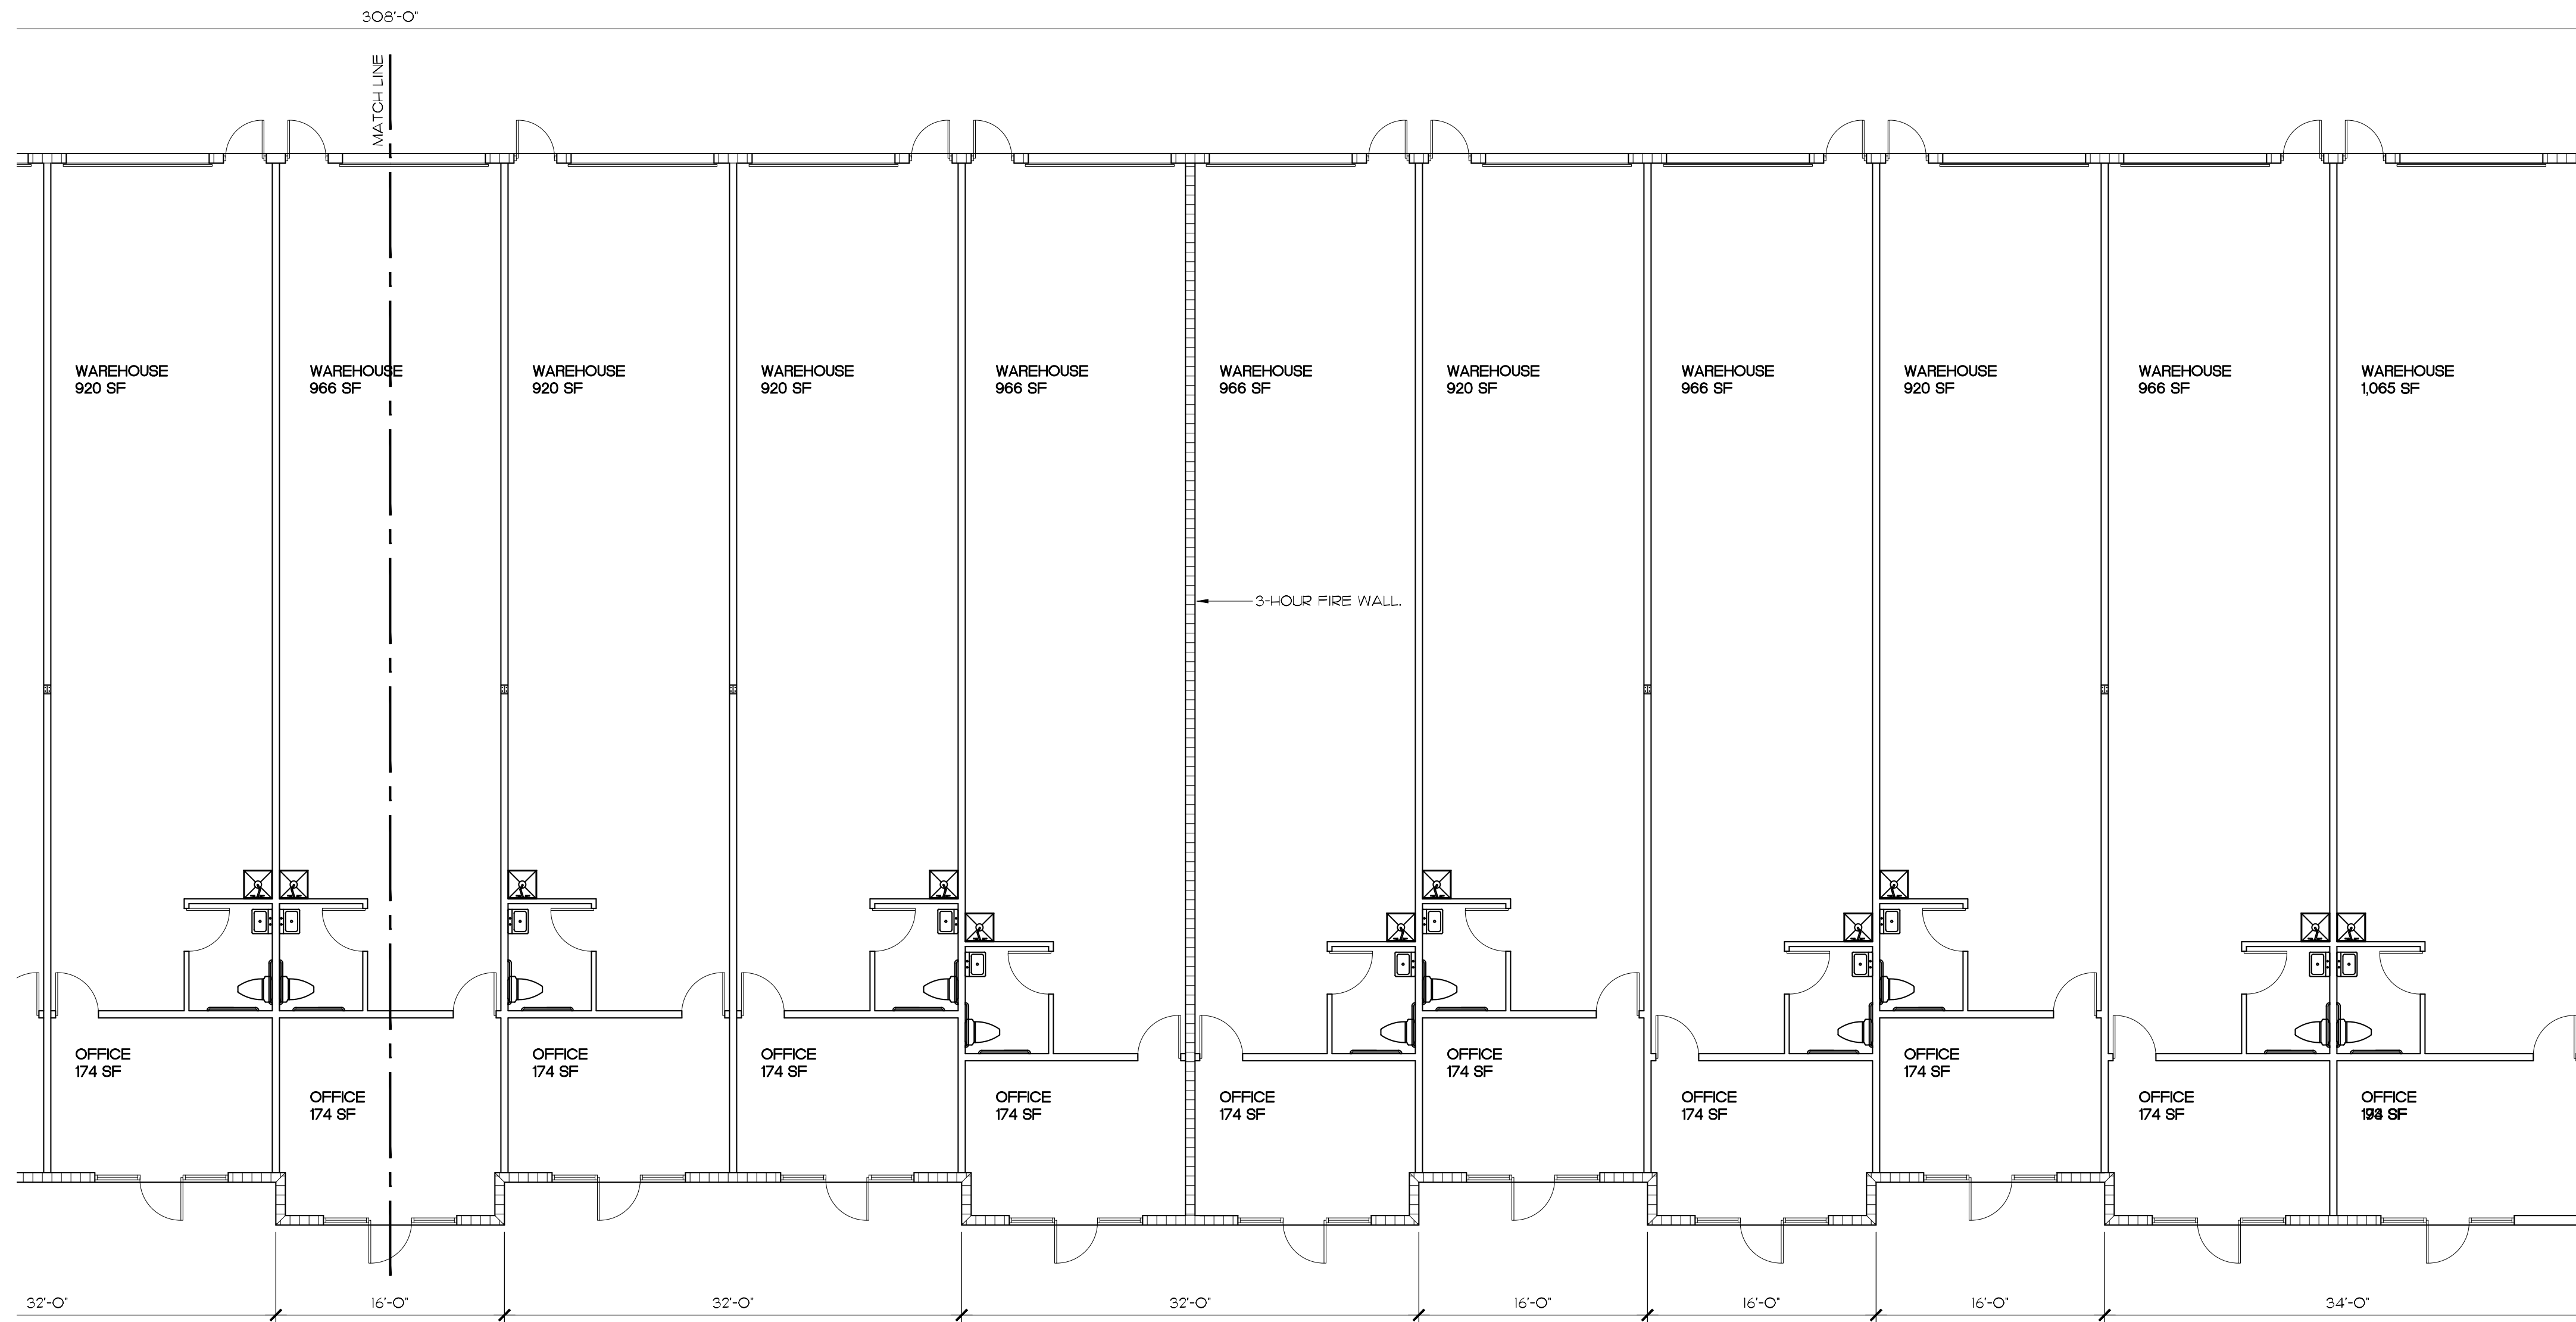 308'-0"
MATCH LINE
WAREHOUSE
920 SF
WAREHOUSE
966 SF
WAREHOUSE
920 SF
WAREHOUSE
920 SF
WAREHOUSE
966 SF
WAREHOUSE
966 SF
WAREHOUSE
920 SF
WAREHOUSE
966 SF
WAREHOUSE
920 SF
WAREHOUSE
966 SF
WAREHOUSE
1,065 SF
3-HOUR FIRE WALL.
OFFICE
174 SF
OFFICE
174 SF
OFFICE
174 SF
OFFICE
174 SF
OFFICE
174 SF
OFFICE
174 SF
OFFICE
174 SF
OFFICE
174 SF
OFFICE
174 SF
OFFICE
174 SF
OFFICE
SF
32'-0"
16'-0"
32'-0"
32'-0"
16'-0"
16'-0"
16'-0"
34'-0"